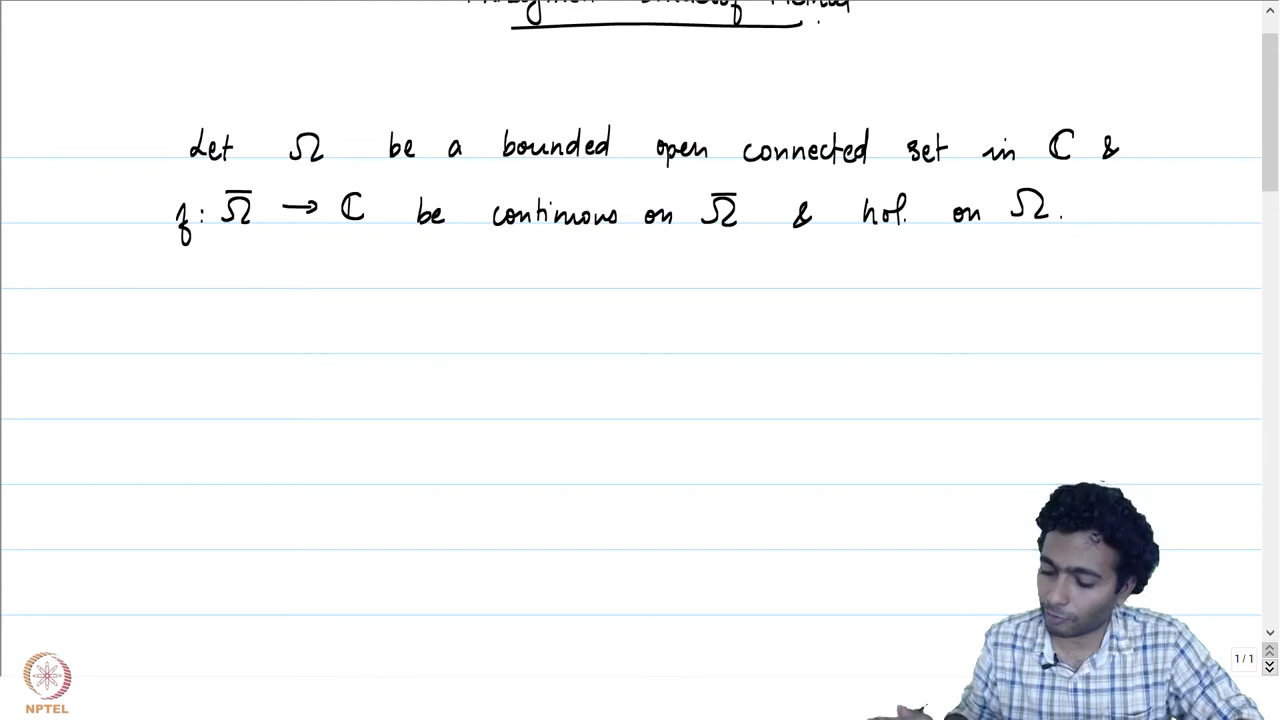 Let Ω be a bounded open connected set in ℂ &
f: Ω̅ → ℂ be continuous on Ω̅ & hol. on Ω.
1/1
NPTEL